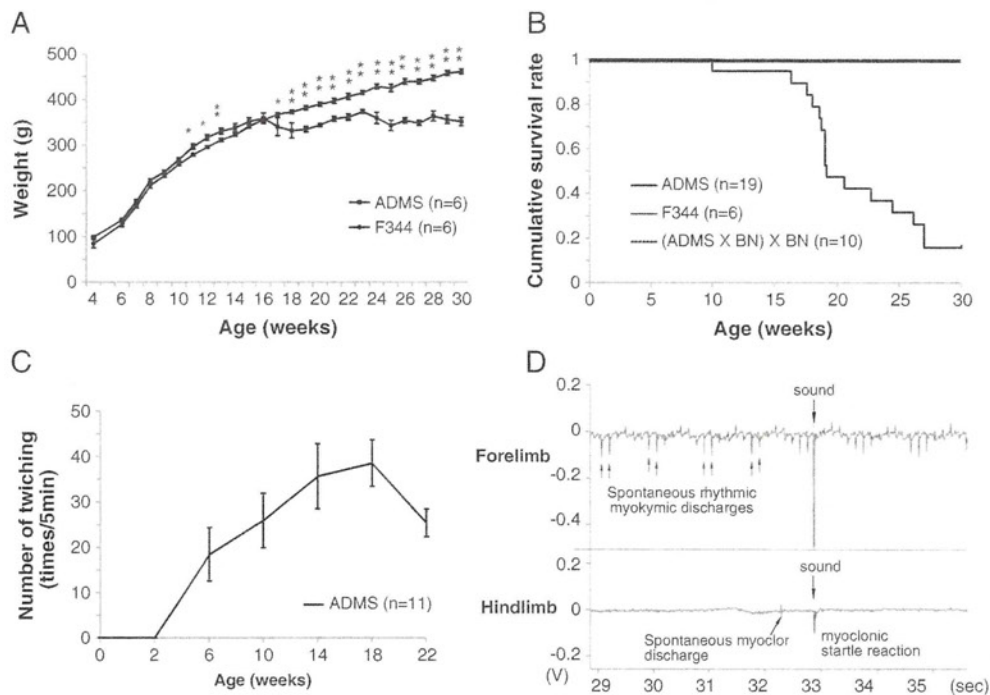 A
500
400
300
200
100
0
Weight (g)
* * * * * * * * * * * * * * * * * *
ADMS (n=6)
F344 (n=6)
4 6 8 10 12 14 16 18 20 22 24 26 28 30
Age (weeks)
B
1
0.8
0.6
0.4
0.2
0
Cumulative survival rate
ADMS (n=19)
F344 (n=6)
(ADMS X BN) X BN (n=10)
0 5 10 15 20 25 30
Age (weeks)
C
50
40
30
20
10
0
Number of twiching
(times/5min)
ADMS (n=11)
0 2 6 10 14 18 22
Age (weeks)
D
0.2
0
-0.2
-0.4
sound
Forelimb
Spontaneous rhythmic
myokymic discharges
0.2
0
-0.2
sound
Hindlimb
Spontaneous myoclor
discharge
myoclonic
startle reaction
(V)
29 30 31 32 33 34 35 (sec)